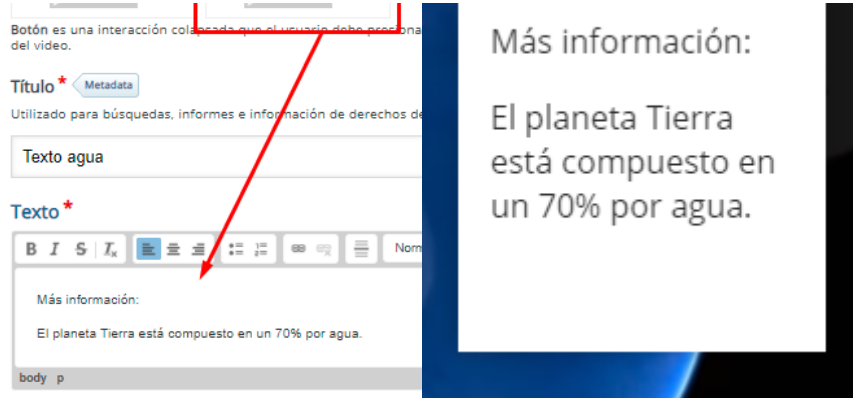 Botón es una interacción colapsada que el usuario debe presiona
del video.
Título * Metadata
Utilizado para búsquedas, informes e información de derechos de
Texto agua
Texto *
B I S Ix Norm
Más información:
El planeta Tierra está compuesto en un 70% por agua.
body p
Más información:
El planeta Tierra
está compuesto en
un 70% por agua.